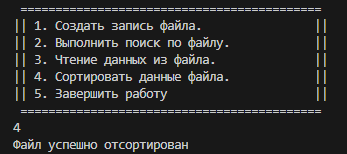 =============================================
|| 1. Создать запись файла.                ||
|| 2. Выполнить поиск по файлу.            ||
|| 3. Чтение данных из файла.              ||
|| 4. Сортировать данные файла.            ||
|| 5. Завершить работу                     ||
=============================================
4
Файл успешно отсортирован